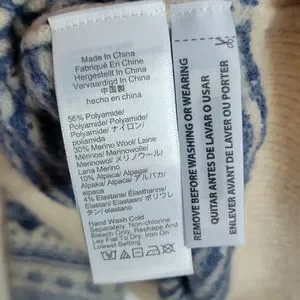 Made In China
Fabriqué En China
Hergestellt In China
Vervaardigd In China
中国製
hecho en china
56% Polyamide/
Polyamide/ Polyamid/
Polyamide/ ナイロン/
poliamida
30% Merino Wool/ Laine
Mérinos/ Merinowolle/
Merinowol/ メリノウール/
Lana Merino
10% Alpaca/ Alpaga/
Alpaka/ Alpaca/ アルパカ/
alpaca
4% Elastane/ Élasthanne/
Elastan/ Elastaan/ ポリウレ
タン/ elastano
Hand Wash Cold
Separately. Non-chlorine
Bleach Only. Reshape And
Lay Flat To Dry. Iron On
Lowest Setting
REMOVE BEFORE WASHING OR WEARING
QUITAR ANTES DE LAVAR O USAR
ENLEVER AVANT DE LAVER OU PORTER